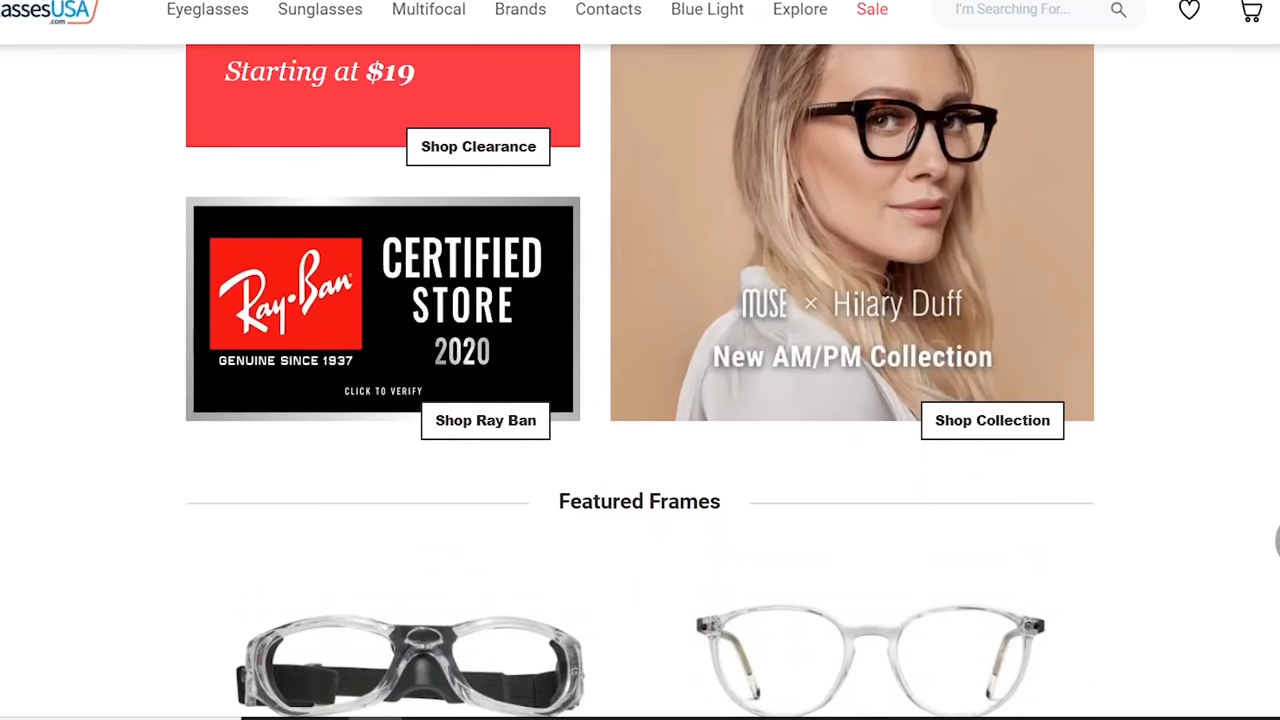 assesUSA
.com
Eyeglasses Sunglasses Multifocal Brands Contacts Blue Light Explore Sale
I'm Searching For...
Starting at $19
Shop Clearance
Ray-Ban
GENUINE SINCE 1937
CERTIFIED
STORE
2020
CLICK TO VERIFY
Shop Ray Ban
MUSE × Hilary Duff
New AM/PM Collection
Shop Collection
Featured Frames